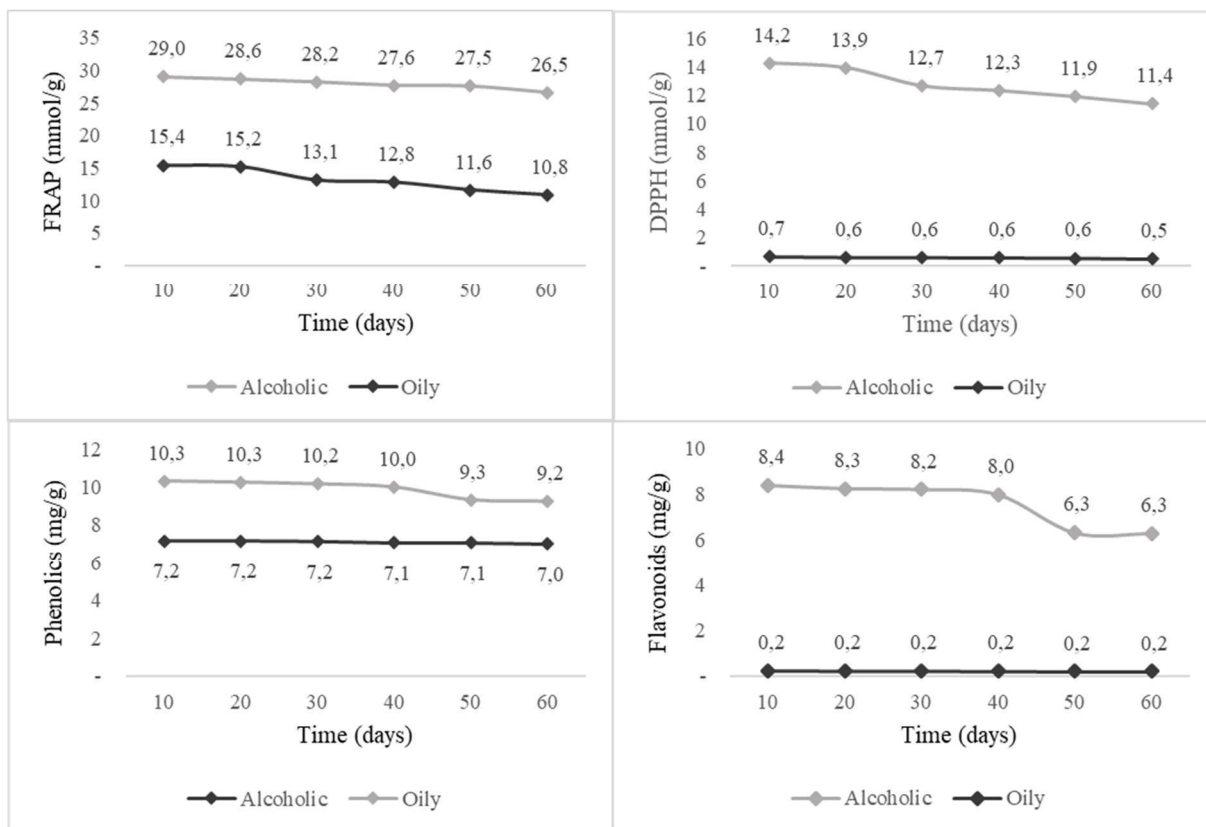 FRAP (mmol/g)
35
30
25
20
15
10
5
-
29,0 28,6 28,2 27,6 27,5 26,5
15,4 15,2 13,1 12,8 11,6 10,8
10 20 30 40 50 60
Time (days)
Alcoholic Oily
DPPH (mmol/g)
16
14
12
10
8
6
4
2
-
14,2 13,9 12,7 12,3 11,9 11,4
0,7 0,6 0,6 0,6 0,6 0,5
10 20 30 40 50 60
Time (days)
Alcoholic Oily
Phenolics (mg/g)
12
10
8
6
4
2
-
10,3 10,3 10,2 10,0 9,3 9,2
7,2 7,2 7,2 7,1 7,1 7,0
10 20 30 40 50 60
Time (days)
Alcoholic Oily
Flavonoids (mg/g)
10
8
6
4
2
-
8,4 8,3 8,2 8,0 6,3 6,3
0,2 0,2 0,2 0,2 0,2 0,2
10 20 30 40 50 60
Time (days)
Alcoholic Oily